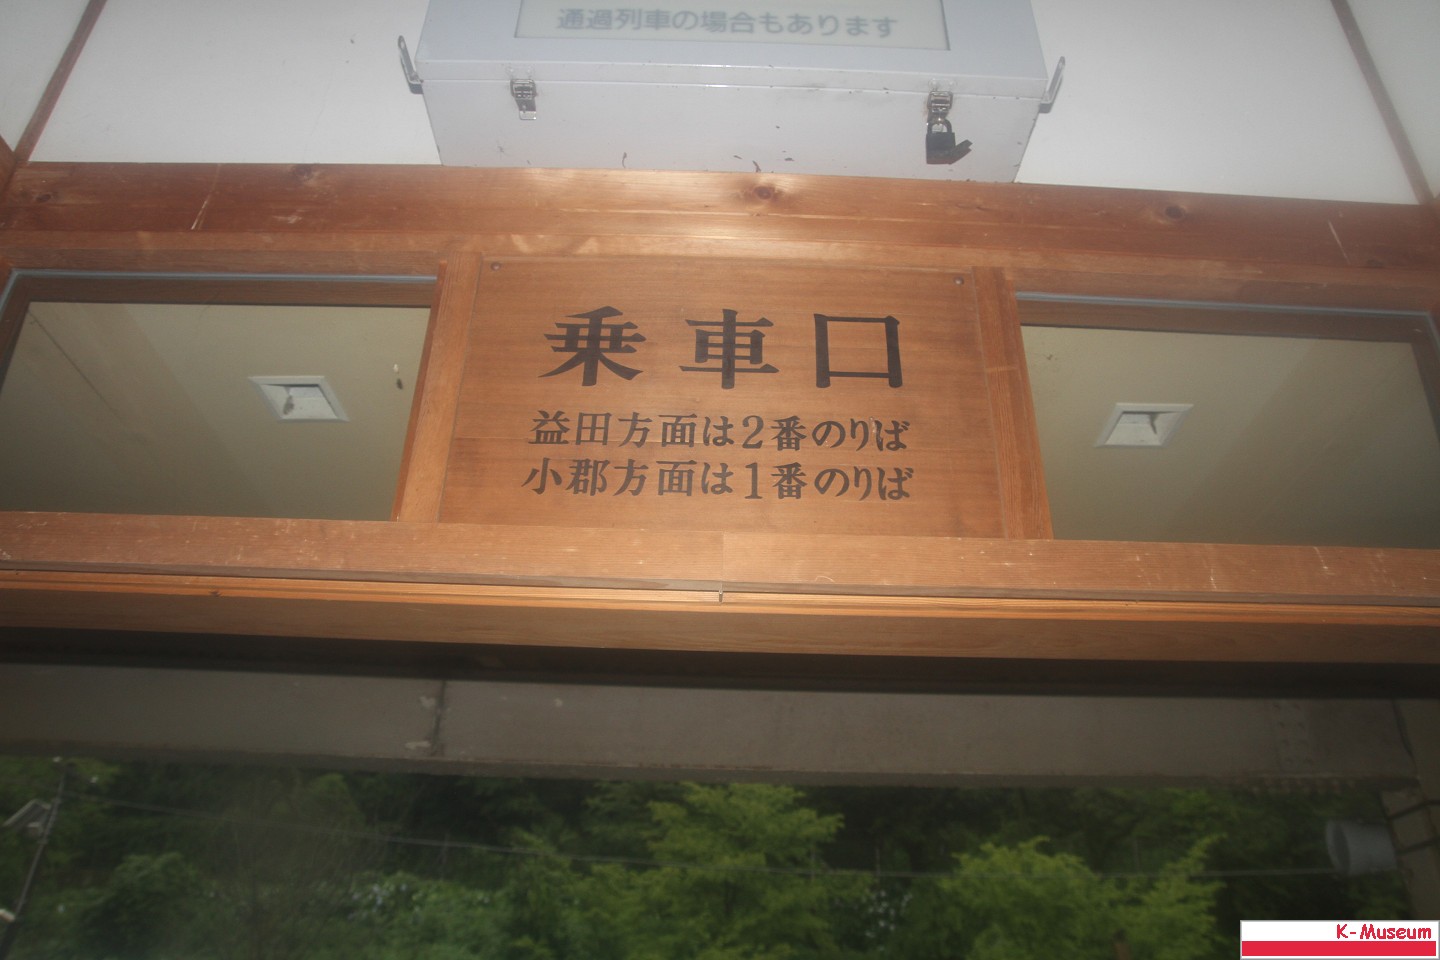 通過列車の場合もあります
乗車口
益田方面は2番のりば
小郡方面は1番のりば
K-Museum